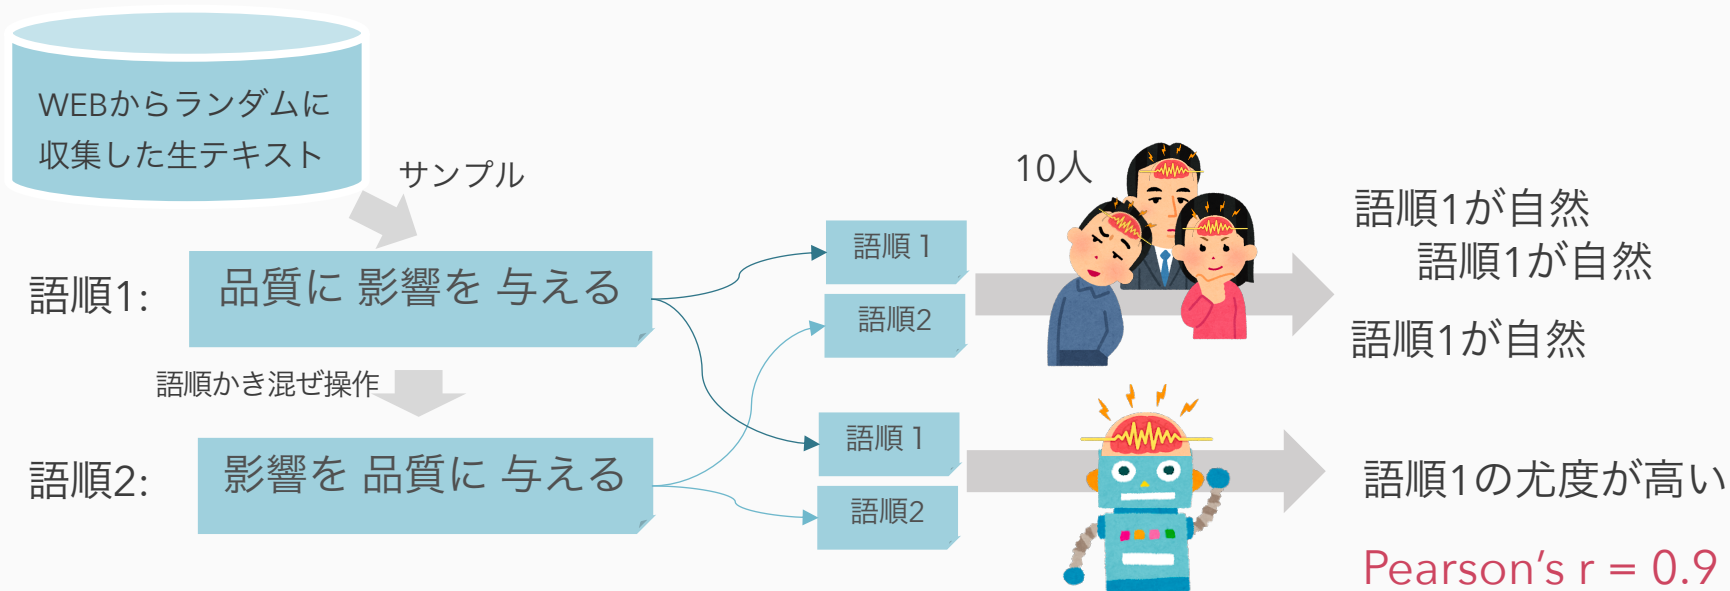 WEBからランダムに
収集した生テキスト
サンプル
語順1:
品質に 影響を 与える
語順かき混ぜ操作
語順2:
影響を 品質に 与える
語順 1
語順2
語順 1
語順2
10人
語順1が自然
語順1が自然
語順1が自然
語順1の尤度が高い
Pearson's r = 0.9